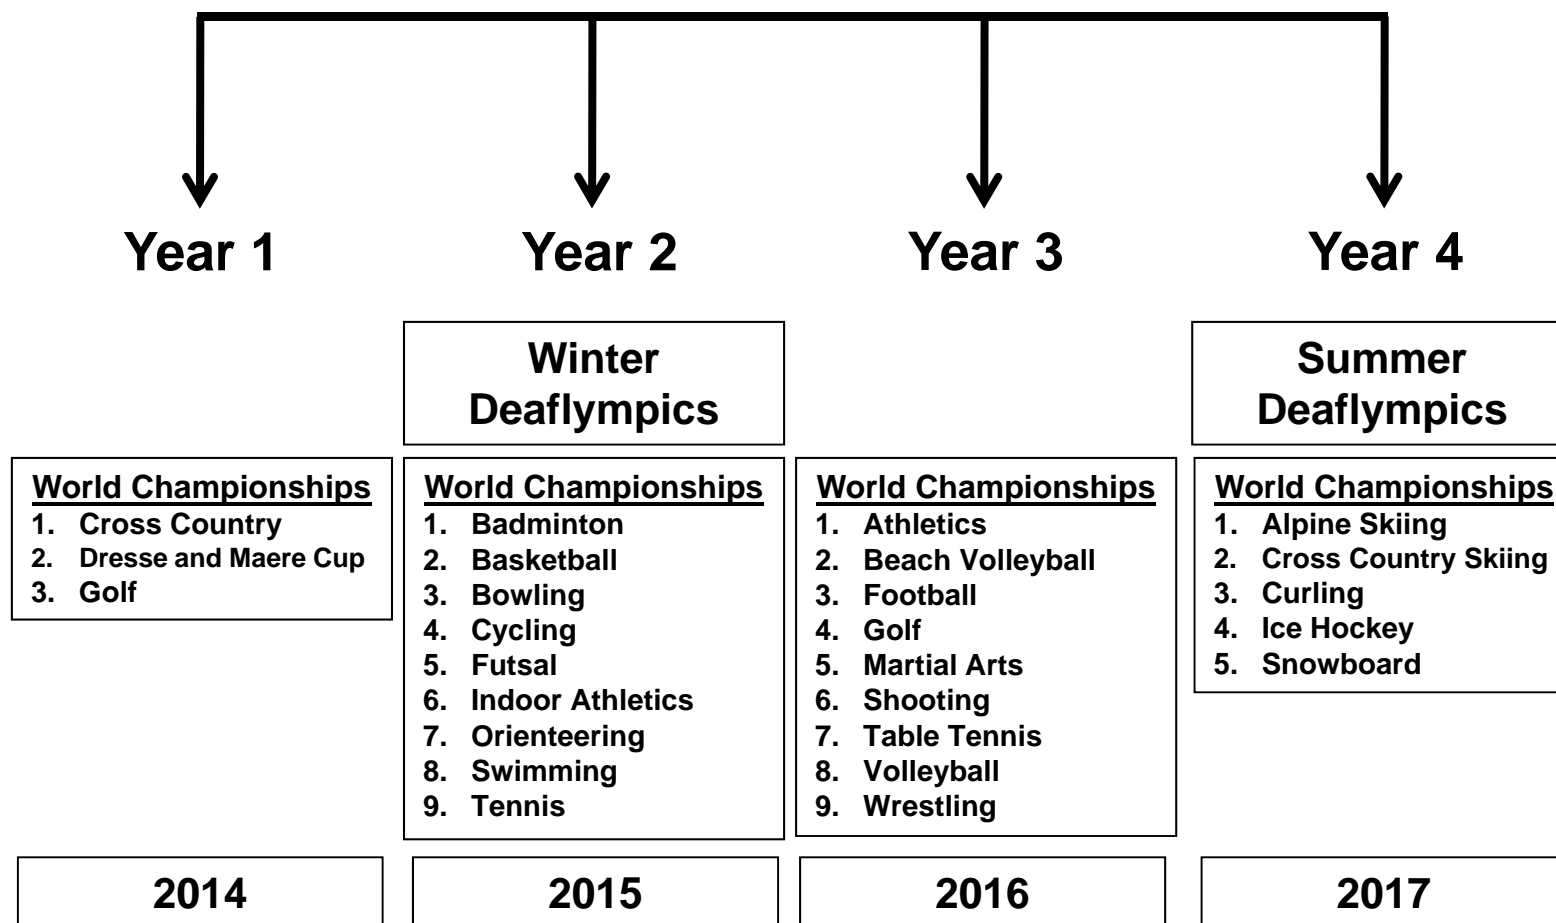 Year 1
Year 2
Year 3
Year 4
Winter
Deaflympics
Summer
Deaflympics
World Championships
1. Cross Country
2. Dresse and Maere Cup
3. Golf
World Championships
1. Badminton
2. Basketball
3. Bowling
4. Cycling
5. Futsal
6. Indoor Athletics
7. Orienteering
8. Swimming
9. Tennis
World Championships
1. Athletics
2. Beach Volleyball
3. Football
4. Golf
5. Martial Arts
6. Shooting
7. Table Tennis
8. Volleyball
9. Wrestling
World Championships
1. Alpine Skiing
2. Cross Country Skiing
3. Curling
4. Ice Hockey
5. Snowboard
2014
2015
2016
2017